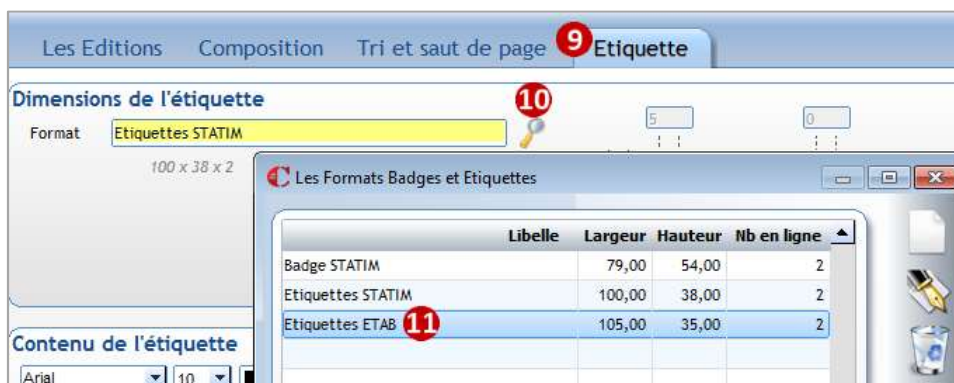 Les Editions Composition Tri et saut de page 9 Etiquette
Dimensions de l'étiquette
10
Format Etiquettes STATIM 5 0
100 x 38 x 2
Les Formats Badges et Etiquettes
Libelle Largeur Hauteur Nb en ligne
Badge STATIM 79,00 54,00 2
Etiquettes STATIM 100,00 38,00 2
Etiquettes ETAB 11 105,00 35,00 2
Contenu de l'étiquette
Arial 10